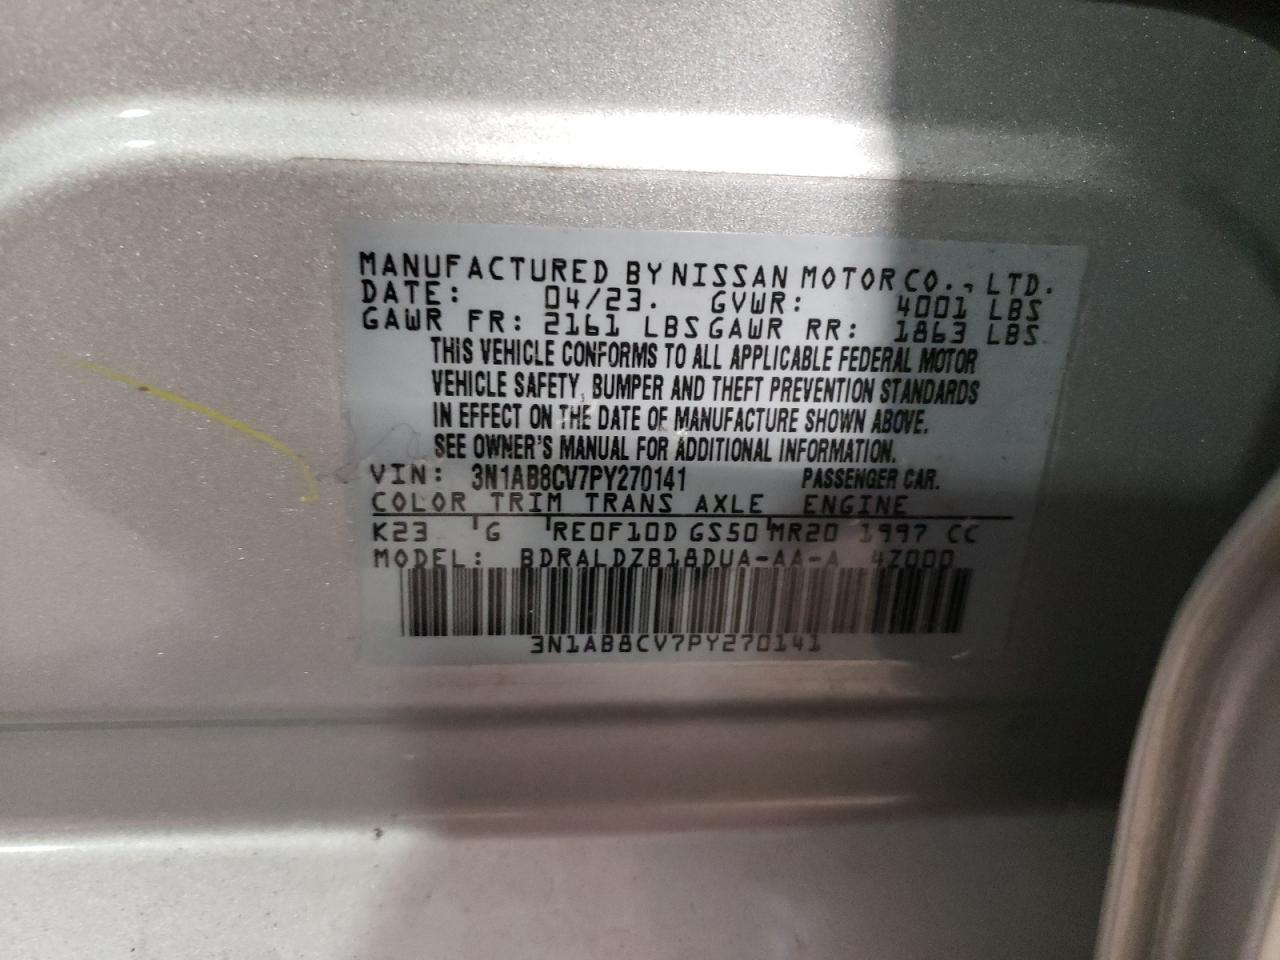 MANUFACTURED BY NISSAN MOTOR CO., LTD.
DATE: 04/23. GVWR: 4001 LBS
GAWR FR: 2161 LBS GAWR RR: 1863 LBS
THIS VEHICLE CONFORMS TO ALL APPLICABLE FEDERAL MOTOR
VEHICLE SAFETY, BUMPER AND THEFT PREVENTION STANDARDS
IN EFFECT ON THE DATE OF MANUFACTURE SHOWN ABOVE.
SEE OWNER'S MANUAL FOR ADDITIONAL INFORMATION.
VIN: 3N1AB8CV7PY270141 PASSENGER CAR.
COLOR TRIM TRANS AXLE ENGINE
K23 G RE0F10D GS50 MR20 1997 CC
MODEL: BDRALDZB18DUA-AA-A 4Z000
3N1AB8CV7PY270141